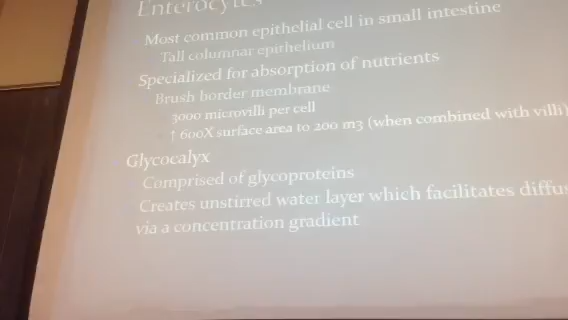 Enterocytes
Most common epithelial cell in small intestine
Tall columnar epithelium
Specialized for absorption of nutrients
Brush border membrane
3000 microvilli per cell
↑ 600X surface area to 200 m3 (when combined with villi)
Glycocalyx
Comprised of glycoproteins
Creates unstirred water layer which facilitates diffus
via a concentration gradient